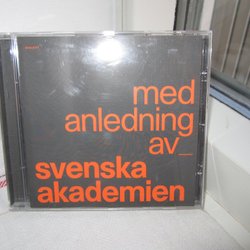 med
anledning
av_
svenska
akademien